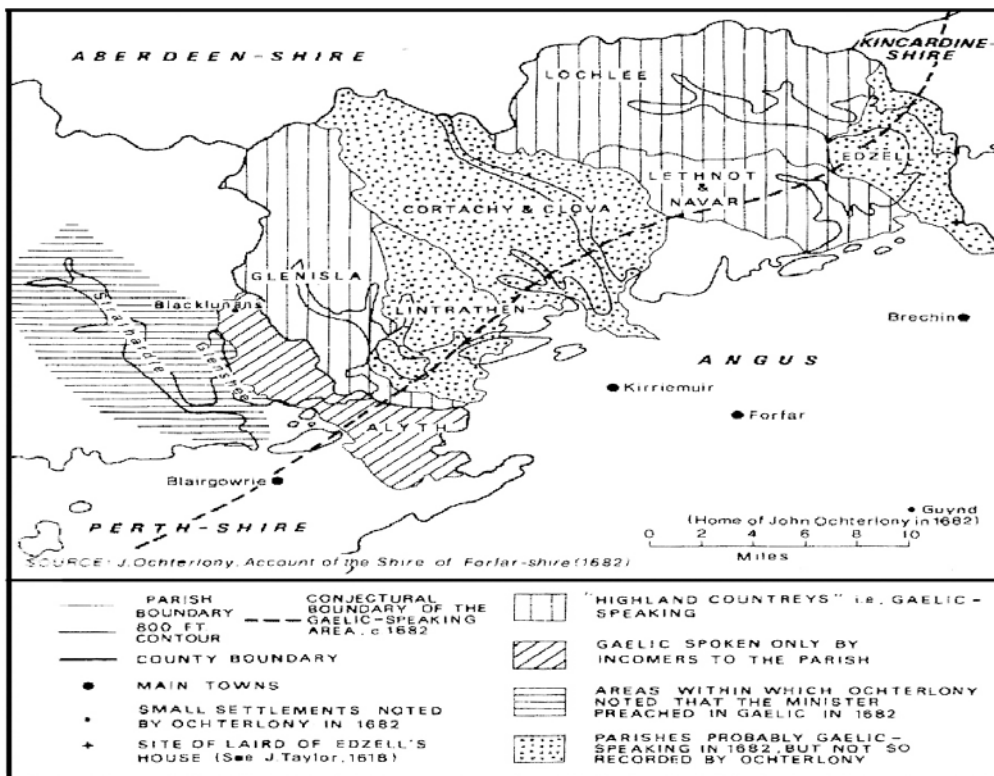 ABERDEEN-SHIRE
KINCARDINE-
SHIRE
LOCHLEE
EDZELL
LETHNOT
&
NAVAR
CORTACHY & CLOVA
GLENISLA
Blacklunans
LINTRATHEN
Strathardle
Glenshee
Brechin
ANGUS
Kirriemuir
Forfar
ALYTH
Blairgowrie
Guynd
(Home of John Ochterlony in 1682)
PERTH-SHIRE
0 2 4 6 8 10
Miles
SOURCE: J.Ochterlony. Account of the Shire of Forfar-shire (1682)
PARISH
BOUNDARY
800 FT.
CONTOUR
COUNTY BOUNDARY
MAIN TOWNS
SMALL SETTLEMENTS NOTED
BY OCHTERLONY IN 1682
SITE OF LAIRD OF EDZELL'S
HOUSE (See J.Taylor, 1618)
CONJECTURAL
BOUNDARY OF THE
GAELIC-SPEAKING
AREA, c 1682
"HIGHLAND COUNTREYS" i.e. GAELIC-
SPEAKING
GAELIC SPOKEN ONLY BY
INCOMERS TO THE PARISH
AREAS WITHIN WHICH OCHTERLONY
NOTED THAT THE MINISTER
PREACHED IN GAELIC IN 1682
PARISHES PROBABLY GAELIC-
SPEAKING IN 1682, BUT NOT SO
RECORDED BY OCHTERLONY